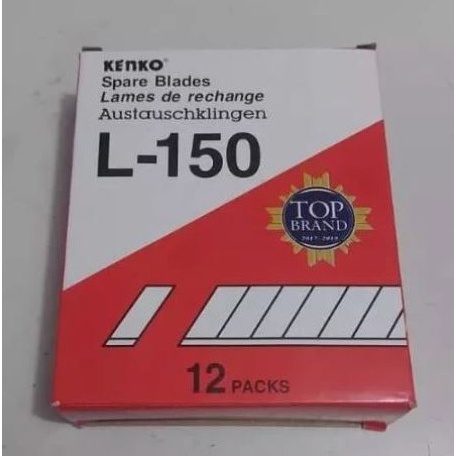 KENKO®
Spare Blades
Lames de rechange
Austauschklingen
L-150
TOP
BRAND
12 PACKS